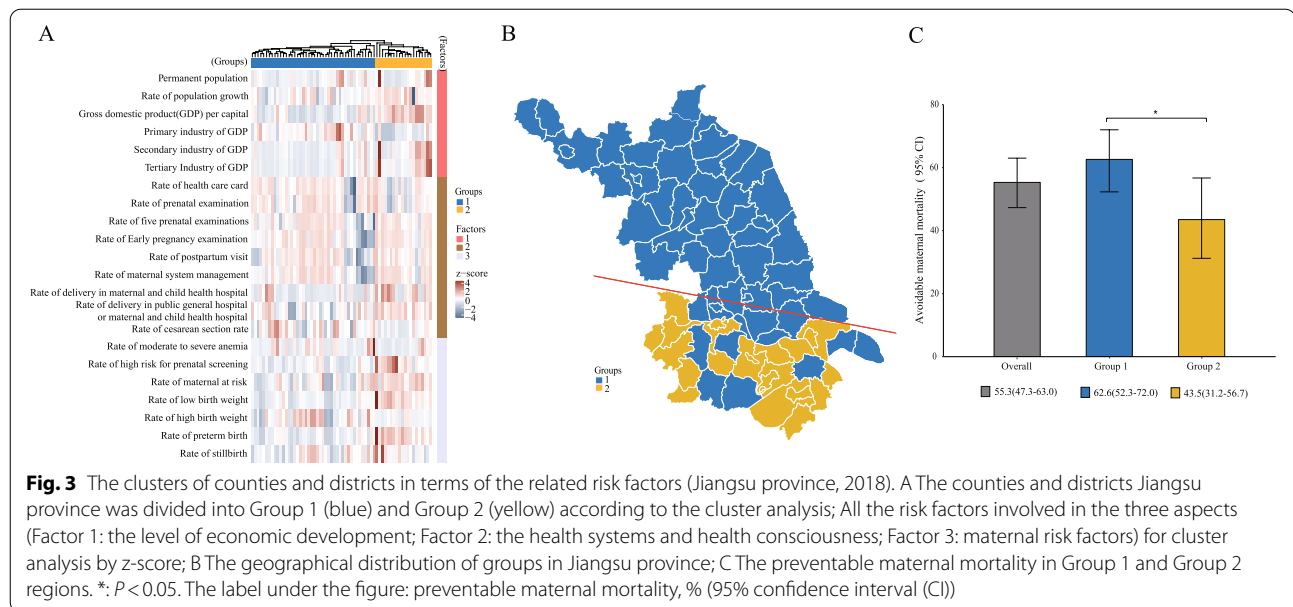 A
(Groups)
(Factors)
Permanent population
Rate of population growth
Gross domestic product(GDP) per capital
Primary industry of GDP
Secondary industry of GDP
Tertiary Industry of GDP
Rate of health care card
Rate of prenatal examination
Rate of five prenatal examinations
Rate of Early pregnancy examination
Rate of postpartum visit
Rate of maternal system management
Rate of delivery in maternal and child health hospital
Rate of delivery in public general hospital
or maternal and child health hospital
Rate of cesarean section rate
Rate of moderate to severe anemia
Rate of high risk for prenatal screening
Rate of maternal at risk
Rate of low birth weight
Rate of high birth weight
Rate of preterm birth
Rate of stillbirth
Groups
1
2
Factors
1
2
3
z−score
4
2
0
−2
−4
B
Groups
1
2
C
Avoidable maternal mortality ( 95% CI)
80
60
40
20
0
*
Overall
Group 1
Group 2
55.3(47.3-63.0)
62.6(52.3-72.0)
43.5(31.2-56.7)
Fig. 3 The clusters of counties and districts in terms of the related risk factors (Jiangsu province, 2018). A The counties and districts Jiangsu
province was divided into Group 1 (blue) and Group 2 (yellow) according to the cluster analysis; All the risk factors involved in the three aspects
(Factor 1: the level of economic development; Factor 2: the health systems and health consciousness; Factor 3: maternal risk factors) for cluster
analysis by z-score; B The geographical distribution of groups in Jiangsu province; C The preventable maternal mortality in Group 1 and Group 2
regions. *: P < 0.05. The label under the figure: preventable maternal mortality, % (95% confidence interval (CI))